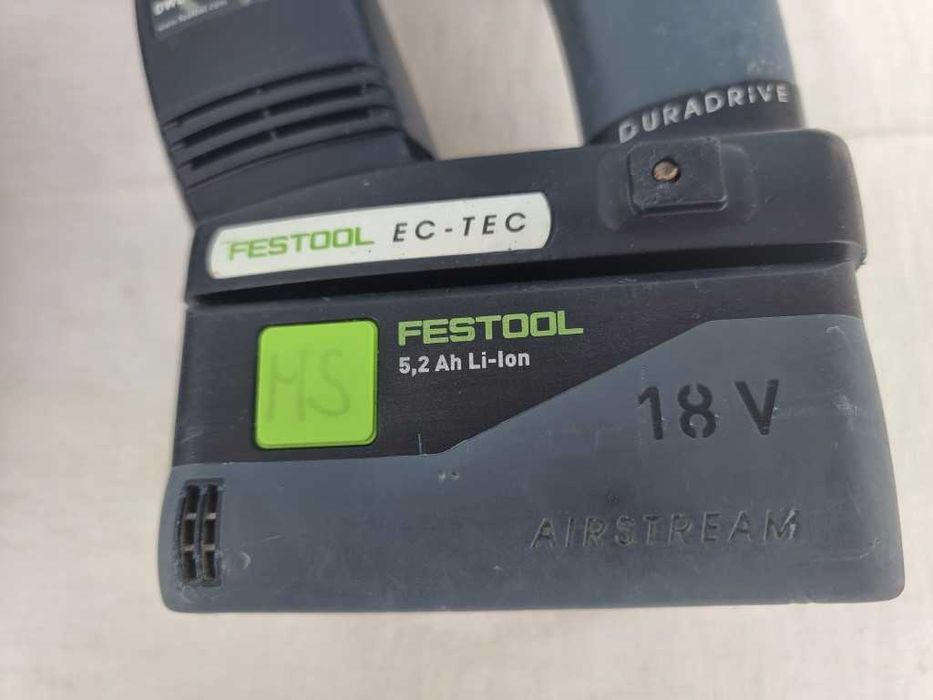 DURADRIVE
FESTOOL EC-TEC
FESTOOL
5,2 Ah Li-Ion
MS
18 V
AIRSTREAM